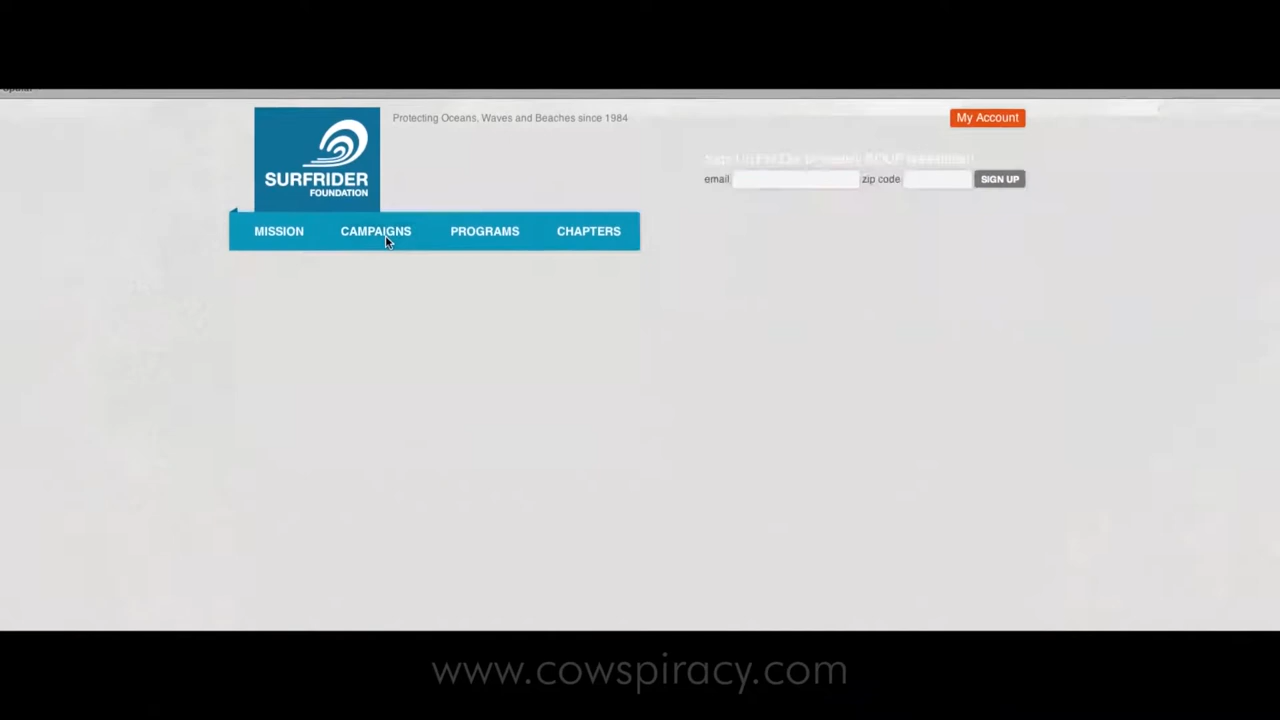 Protecting Oceans, Waves and Beaches since 1984
My Account
SURFRIDER
FOUNDATION
email
zip code
SIGN UP
MISSION
CAMPAIGNS
PROGRAMS
CHAPTERS
www.cowspiracy.com